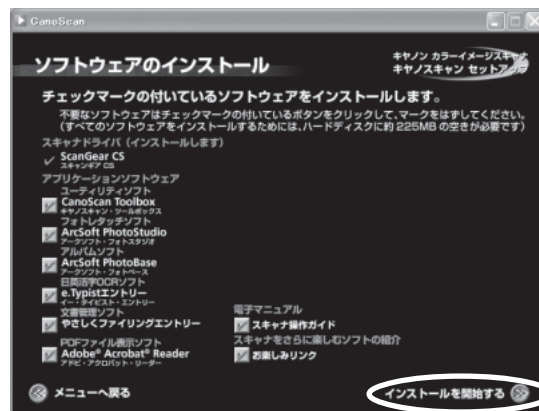 CanoScan
ソフトウェアのインストール
キヤノン カラーイメージスキャナ
キヤノスキャン セットアップ
チェックマークの付いているソフトウェアをインストールします。
不要なソフトウェアはチェックマークの付いているボタンをクリックして、マークをはずしてください。
(すべてのソフトウェアをインストールするためには、ハードディスクに約 225MB の空きが必要です)
スキャナドライバ (インストールします)
ScanGear CS
スキャンギア CS
アプリケーションソフトウェア
ユーティリティソフト
CanoScan Toolbox
キヤノスキャン・ツールボックス
フォトレタッチソフト
ArcSoft PhotoStudio
アークソフト・フォトスタジオ
アルバムソフト
ArcSoft PhotoBase
アークソフト・フォトベース
日英活字OCRソフト
e.Typistエントリー
イー・タイピスト・エントリー
文書管理ソフト
やさしくファイリングエントリー
PDFファイル表示ソフト
Adobe® Acrobat® Reader
アドビ・アクロバット・リーダー
電子マニュアル
スキャナ操作ガイド
スキャナをさらに楽しむソフトの紹介
お楽しみリンク
メニューへ戻る
インストールを開始する